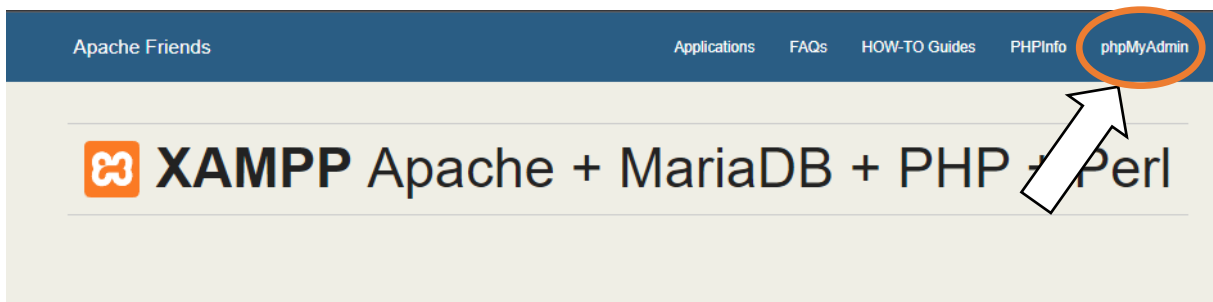 Apache Friends Applications FAQs HOW-TO Guides PHPInfo phpMyAdmin
XAMPP Apache + MariaDB + PHP + Perl